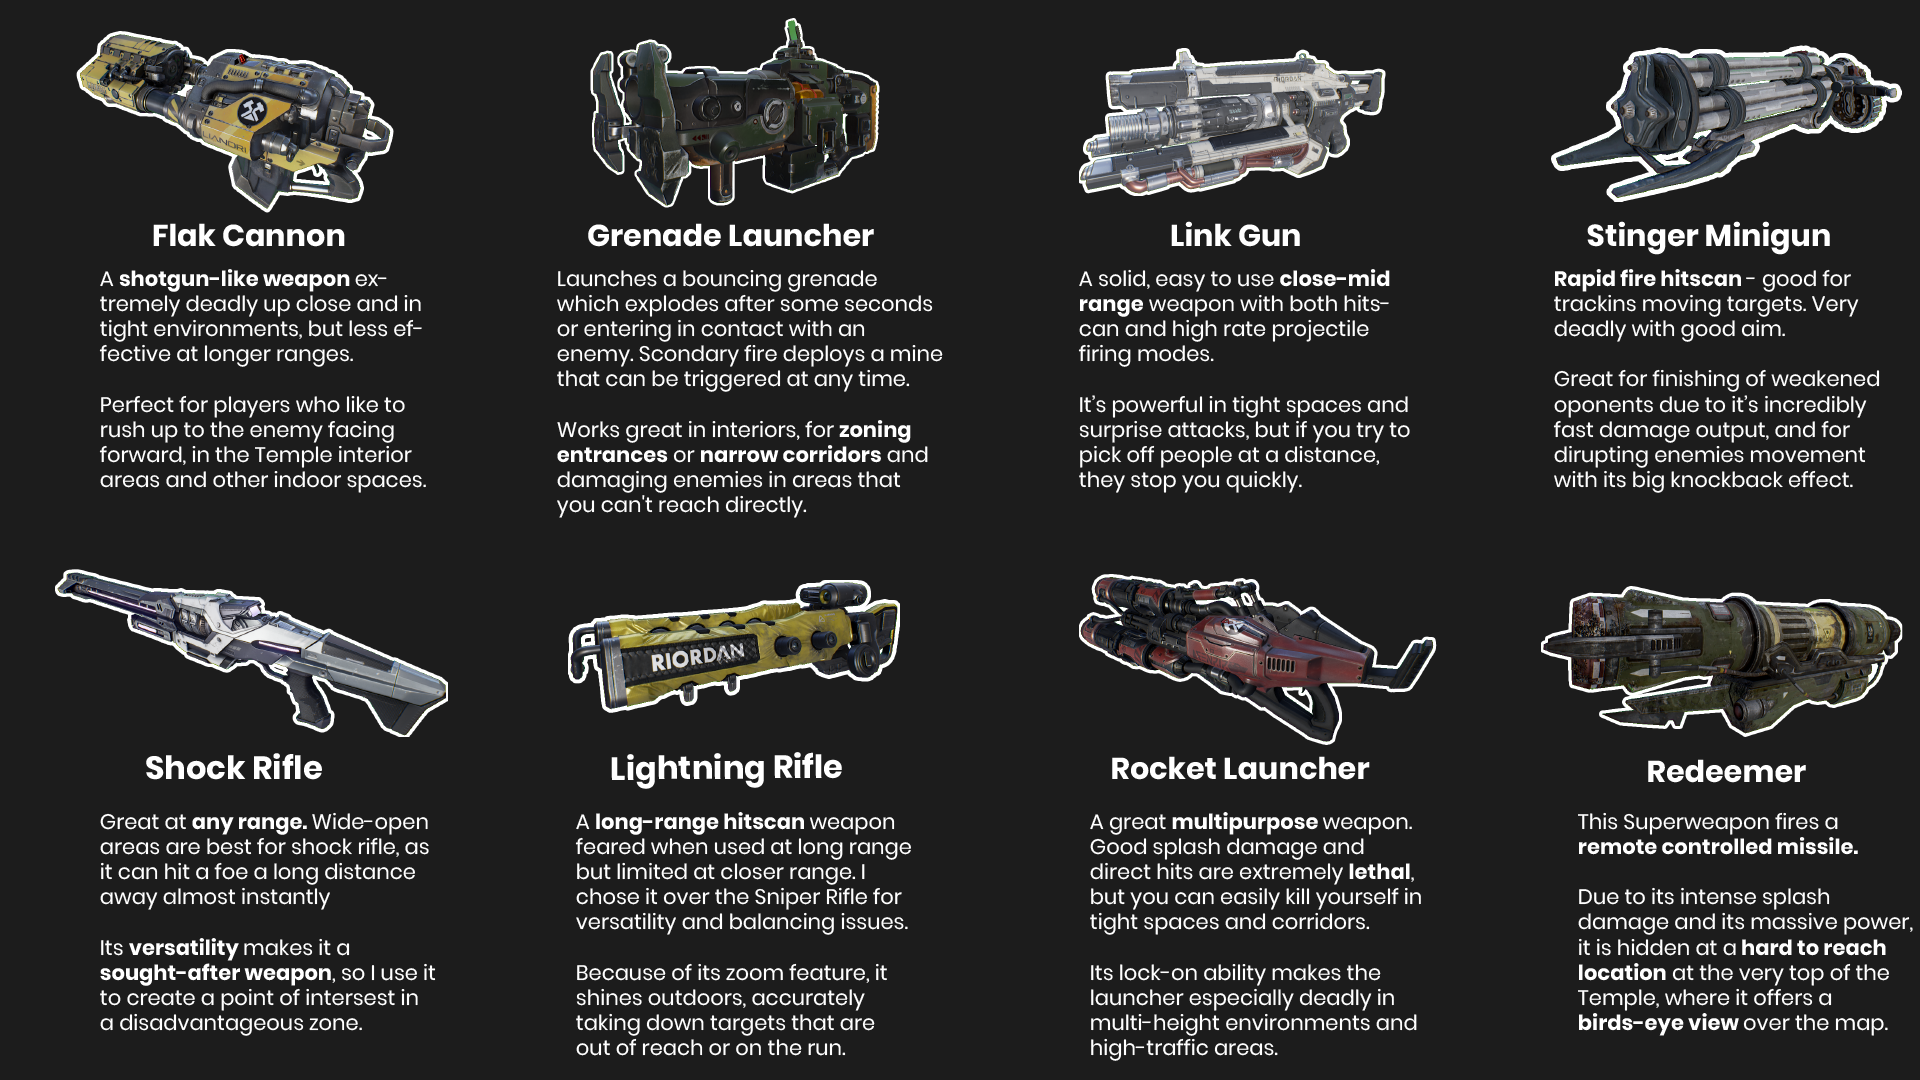 LIANDRI
RIORDAN
Flak Cannon
A shotgun-like weapon ex-
tremely deadly up close and in
tight environments, but less ef-
fective at longer ranges.
Perfect for players who like to
rush up to the enemy facing
forward, in the Temple interior
areas and other indoor spaces.
Grenade Launcher
Launches a bouncing grenade
which explodes after some seconds
or entering in contact with an
enemy. Scondary fire deploys a mine
that can be triggered at any time.
Works great in interiors, for zoning
entrances or narrow corridors and
damaging enemies in areas that
you can't reach directly.
Link Gun
A solid, easy to use close-mid
range weapon with both hits-
can and high rate projectile
firing modes.
It's powerful in tight spaces and
surprise attacks, but if you try to
pick off people at a distance,
they stop you quickly.
Stinger Minigun
Rapid fire hitscan - good for
trackins moving targets. Very
deadly with good aim.
Great for finishing of weakened
oponents due to it's incredibly
fast damage output, and for
dirupting enemies movement
with its big knockback effect.
Shock Rifle
Great at any range. Wide-open
areas are best for shock rifle, as
it can hit a foe a long distance
away almost instantly
Its versatility makes it a
sought-after weapon, so I use it
to create a point of intersest in
a disadvantageous zone.
RIORDAN
Lightning Rifle
A long-range hitscan weapon
feared when used at long range
but limited at closer range. I
chose it over the Sniper Rifle for
versatility and balancing issues.
Because of its zoom feature, it
shines outdoors, accurately
taking down targets that are
out of reach or on the run.
Rocket Launcher
A great multipurpose weapon.
Good splash damage and
direct hits are extremely lethal,
but you can easily kill yourself in
tight spaces and corridors.
Its lock-on ability makes the
launcher especially deadly in
multi-height environments and
high-traffic areas.
Redeemer
This Superweapon fires a
remote controlled missile.
Due to its intense splash
damage and its massive power,
it is hidden at a hard to reach
location at the very top of the
Temple, where it offers a
birds-eye view over the map.